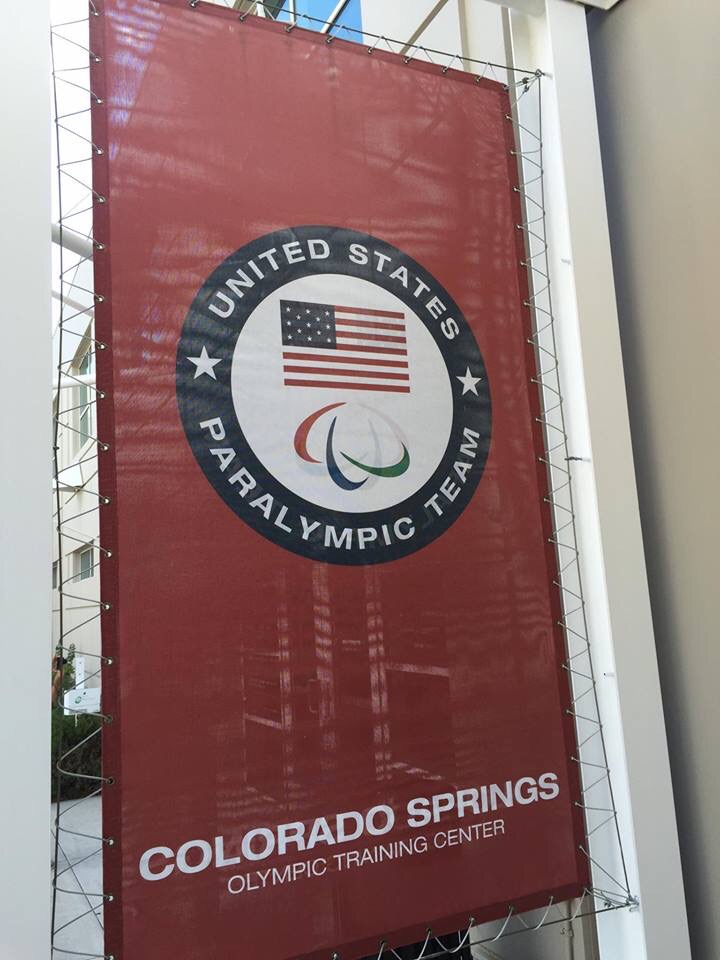 UNITED STATES
PARALYMPIC TEAM
COLORADO SPRINGS
OLYMPIC TRAINING CENTER